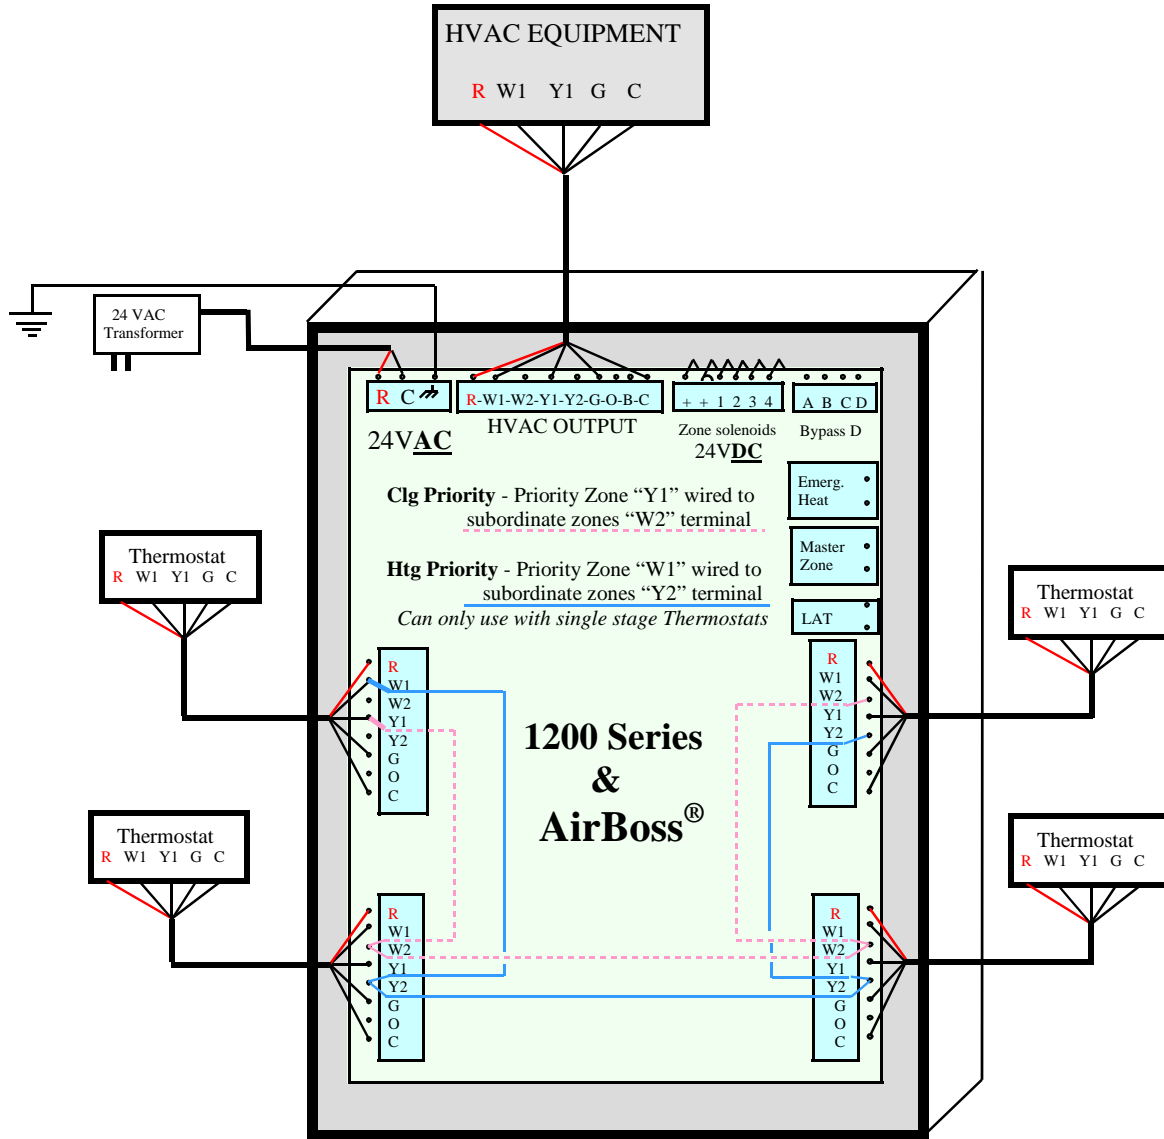 HVAC EQUIPMENT
R W1 Y1 G C
24 VAC
Transformer
R C
24VAC
R-W1-W2-Y1-Y2-G-O-B-C
HVAC OUTPUT
+ + 1 2 3 4
Zone solenoids
24VDC
A B C D
Bypass D
Clg Priority - Priority Zone “Y1” wired to
subordinate zones “W2” terminal
Htg Priority - Priority Zone “W1” wired to
subordinate zones “Y2” terminal
Can only use with single stage Thermostats
Emerg.
Heat
Master
Zone
LAT
Thermostat
R W1 Y1 G C
Thermostat
R W1 Y1 G C
R
W1
W2
Y1
Y2
G
O
C
R
W1
W2
Y1
Y2
G
O
C
1200 Series
&
AirBoss®
Thermostat
R W1 Y1 G C
Thermostat
R W1 Y1 G C
R
W1
W2
Y1
Y2
G
O
C
R
W1
W2
Y1
Y2
G
O
C